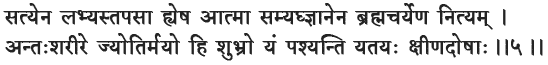 सत्येन लभ्यस्तपसा ह्येष आत्मा सम्यग्ज्ञानेन ब्रह्मचर्येण नित्यम् ।
अन्तःशरीरे ज्योतिर्मयो हि शुभ्रो यं पश्यन्ति यतयः क्षीणदोषाः ।।५ ।।